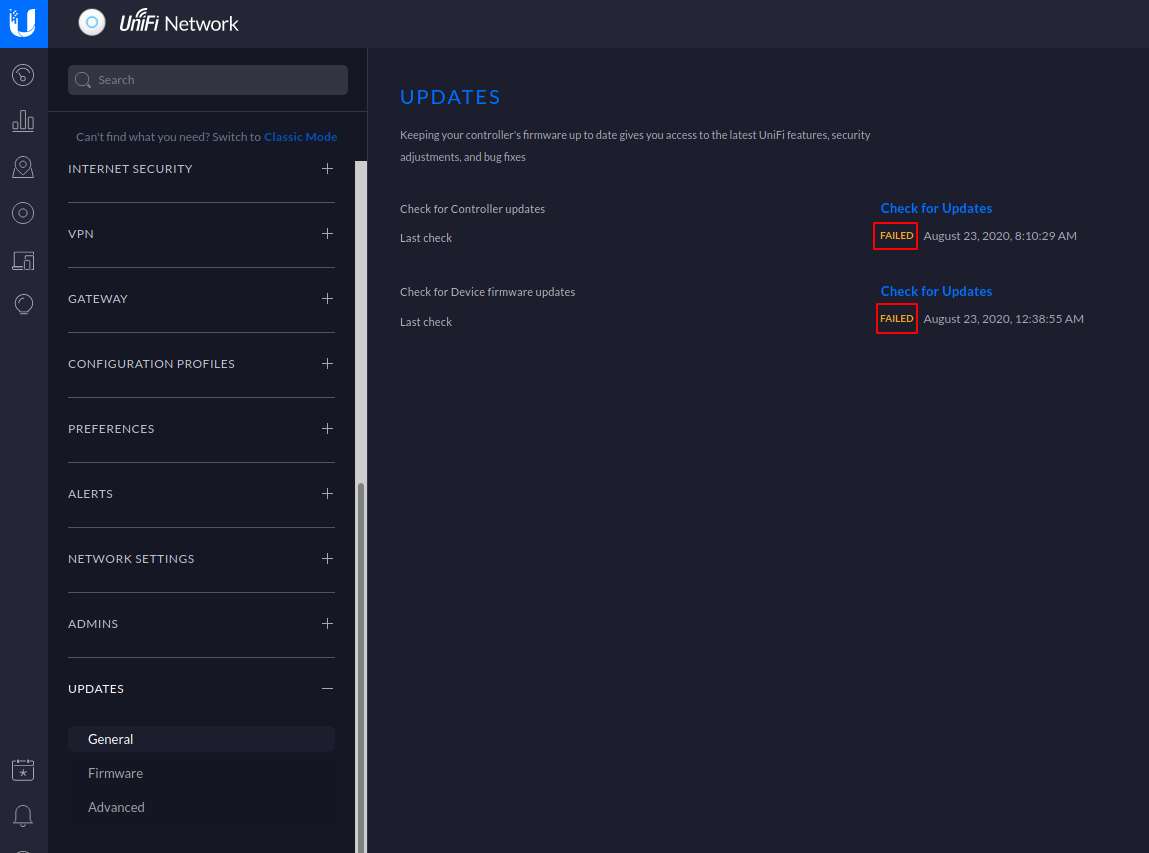 UniFi Network
Search
Can't find what you need? Switch to Classic Mode
INTERNET SECURITY
VPN
GATEWAY
CONFIGURATION PROFILES
PREFERENCES
ALERTS
NETWORK SETTINGS
ADMINS
UPDATES
General
Firmware
Advanced
UPDATES
Keeping your controller's firmware up to date gives you access to the latest UniFi features, security
adjustments, and bug fixes
Check for Controller updates Check for Updates
Last check FAILED August 23, 2020, 8:10:29 AM
Check for Device firmware updates Check for Updates
Last check FAILED August 23, 2020, 12:38:55 AM